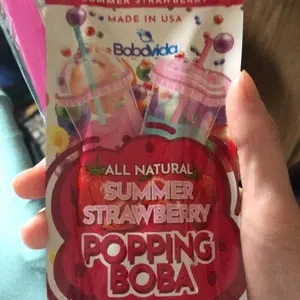 SUMMER STRAWBERRY
MADE IN USA
BobaVida
ALL NATURAL
SUMMER
STRAWBERRY
POPPING
BOBA